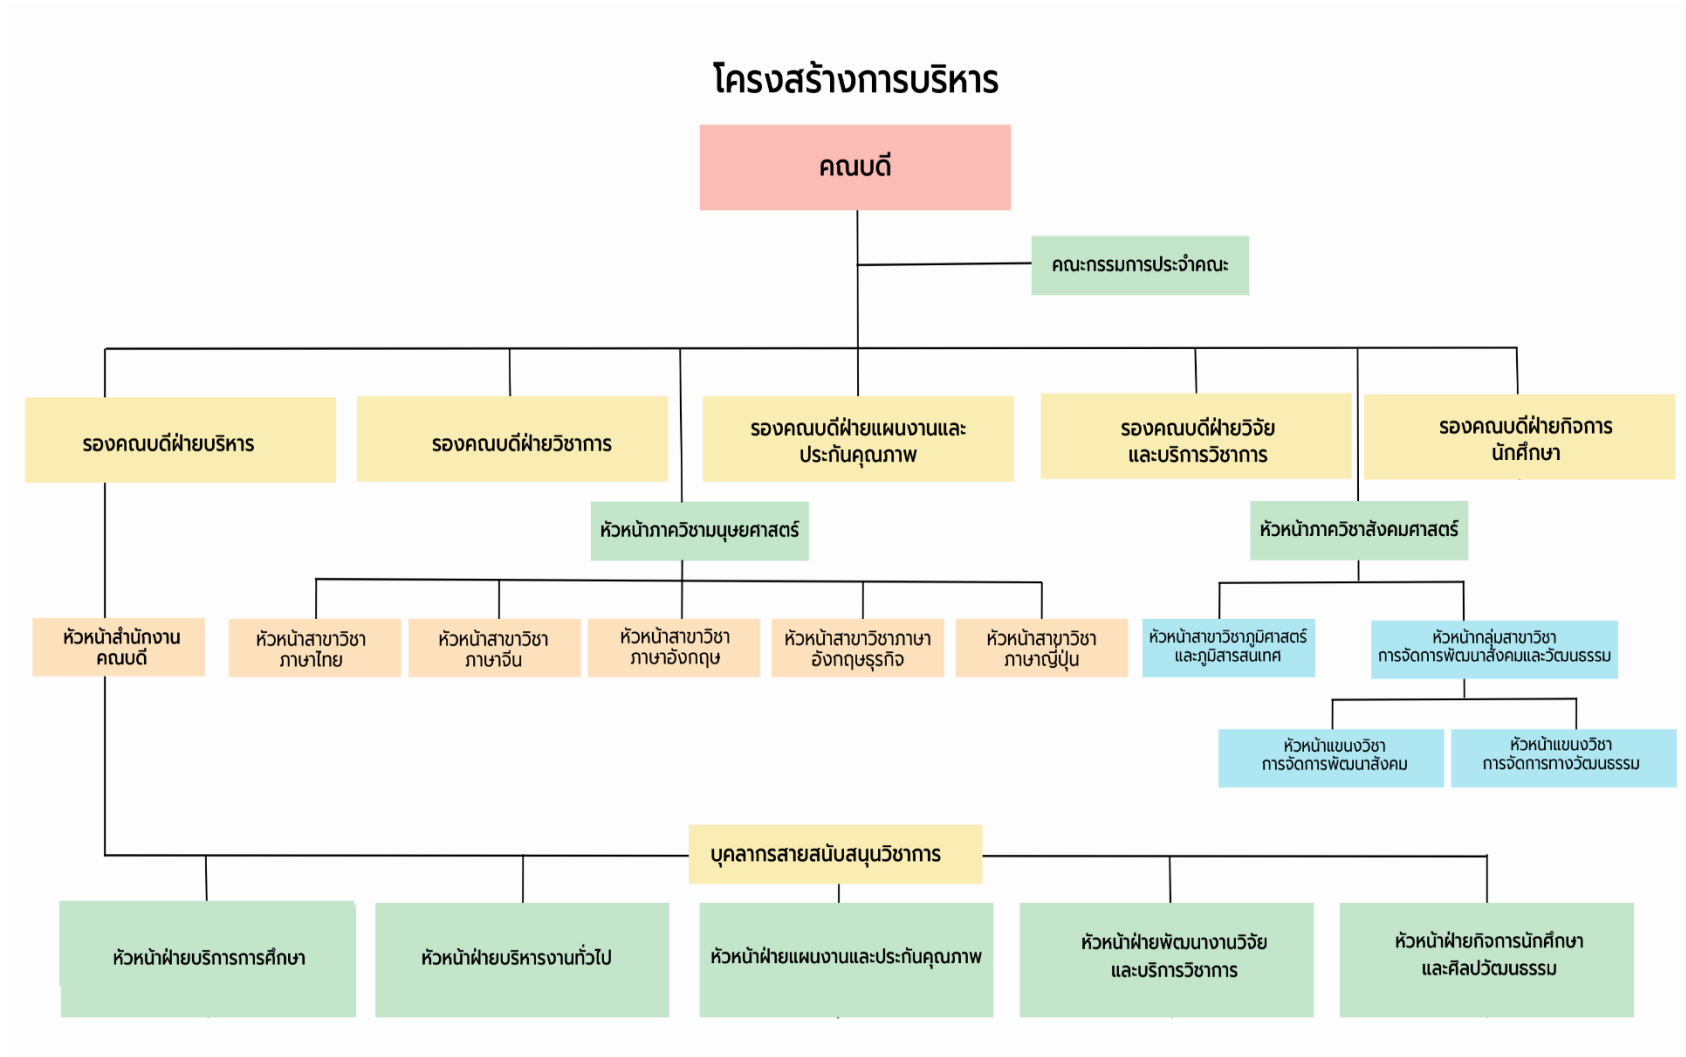 โครงสร้างการบริหาร
คณบดี
คณะกรรมการประจำคณะ
รองคณบดีฝ่ายบริหาร
รองคณบดีฝ่ายวิชาการ
รองคณบดีฝ่ายแผนงานและ
ประกันคุณภาพ
รองคณบดีฝ่ายวิจัย
และบริการวิชาการ
รองคณบดีฝ่ายกิจการ
นักศึกษา
หัวหน้าภาควิชามนุษยศาสตร์
หัวหน้าภาควิชาสังคมศาสตร์
หัวหน้าสำนักงาน
คณบดี
หัวหน้าสาขาวิชา
ภาษาไทย
หัวหน้าสาขาวิชา
ภาษาจีน
หัวหน้าสาขาวิชา
ภาษาอังกฤษ
หัวหน้าสาขาวิชาภาษา
อังกฤษธุรกิจ
หัวหน้าสาขาวิชา
ภาษาญี่ปุ่น
หัวหน้าสาขาวิชาภูมิศาสตร์
และภูมิสารสนเทศ
หัวหน้ากลุ่มสาขาวิชา
การจัดการพัฒนาสังคมและวัฒนธรรม
หัวหน้าแขนงวิชา
การจัดการพัฒนาสังคม
หัวหน้าแขนงวิชา
การจัดการทางวัฒนธรรม
บุคลากรสายสนับสนุนวิชาการ
หัวหน้าฝ่ายบริการการศึกษา
หัวหน้าฝ่ายบริหารงานทั่วไป
หัวหน้าฝ่ายแผนงานและประกันคุณภาพ
หัวหน้าฝ่ายพัฒนางานวิจัย
และบริการวิชาการ
หัวหน้าฝ่ายกิจการนักศึกษา
และศิลปวัฒนธรรม